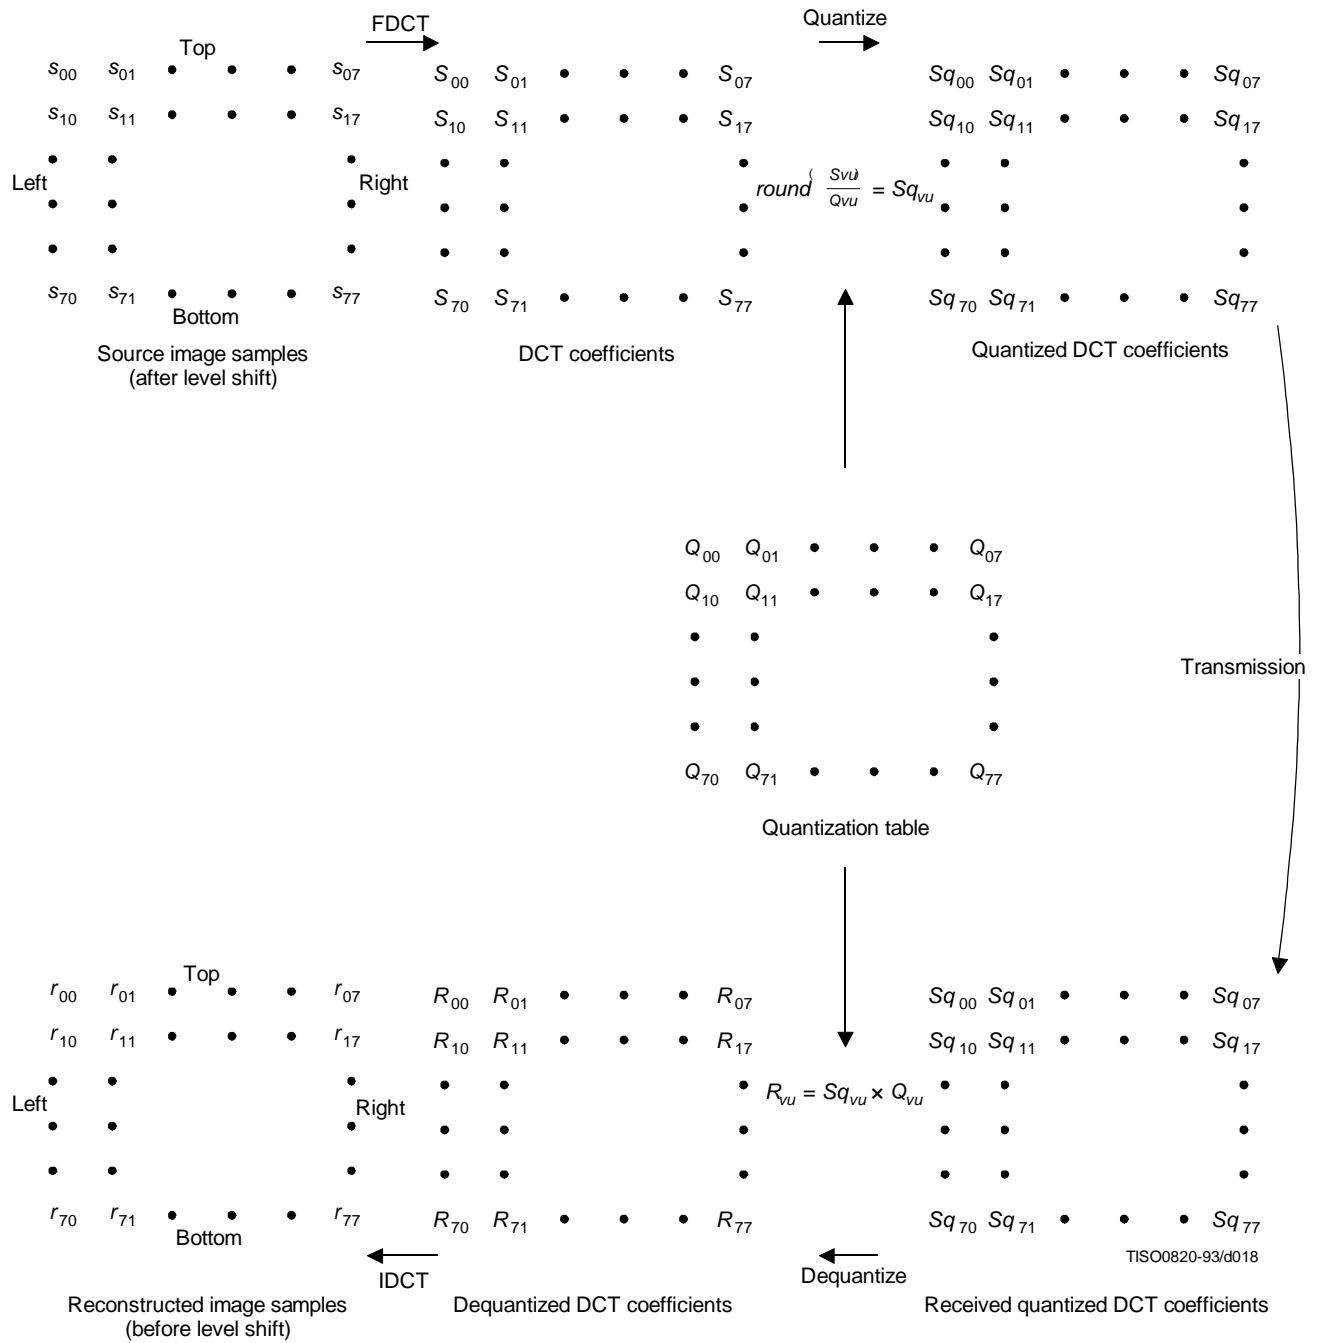 FDCT
Quantize
Top
s00 s01 • • • s07
S00 S01 • • • S07
Sq00 Sq01 • • • Sq07
s10 s11 • • • s17
S10 S11 • • • S17
Sq10 Sq11 • • • Sq17
Left
Right
round( Svu / Qvu ) = Sqvu
s70 s71 • • • s77
S70 S71 • • • S77
Sq70 Sq71 • • • Sq77
Bottom
Source image samples
(after level shift)
DCT coefficients
Quantized DCT coefficients
Q00 Q01 • • • Q07
Q10 Q11 • • • Q17
Transmission
Q70 Q71 • • • Q77
Quantization table
Top
r00 r01 • • • r07
R00 R01 • • • R07
Sq00 Sq01 • • • Sq07
r10 r11 • • • r17
R10 R11 • • • R17
Sq10 Sq11 • • • Sq17
Left
Right
Rvu = Sqvu × Qvu
r70 r71 • • • r77
R70 R71 • • • R77
Sq70 Sq71 • • • Sq77
Bottom
IDCT
Dequantize
TISO0820-93/d018
Reconstructed image samples
(before level shift)
Dequantized DCT coefficients
Received quantized DCT coefficients